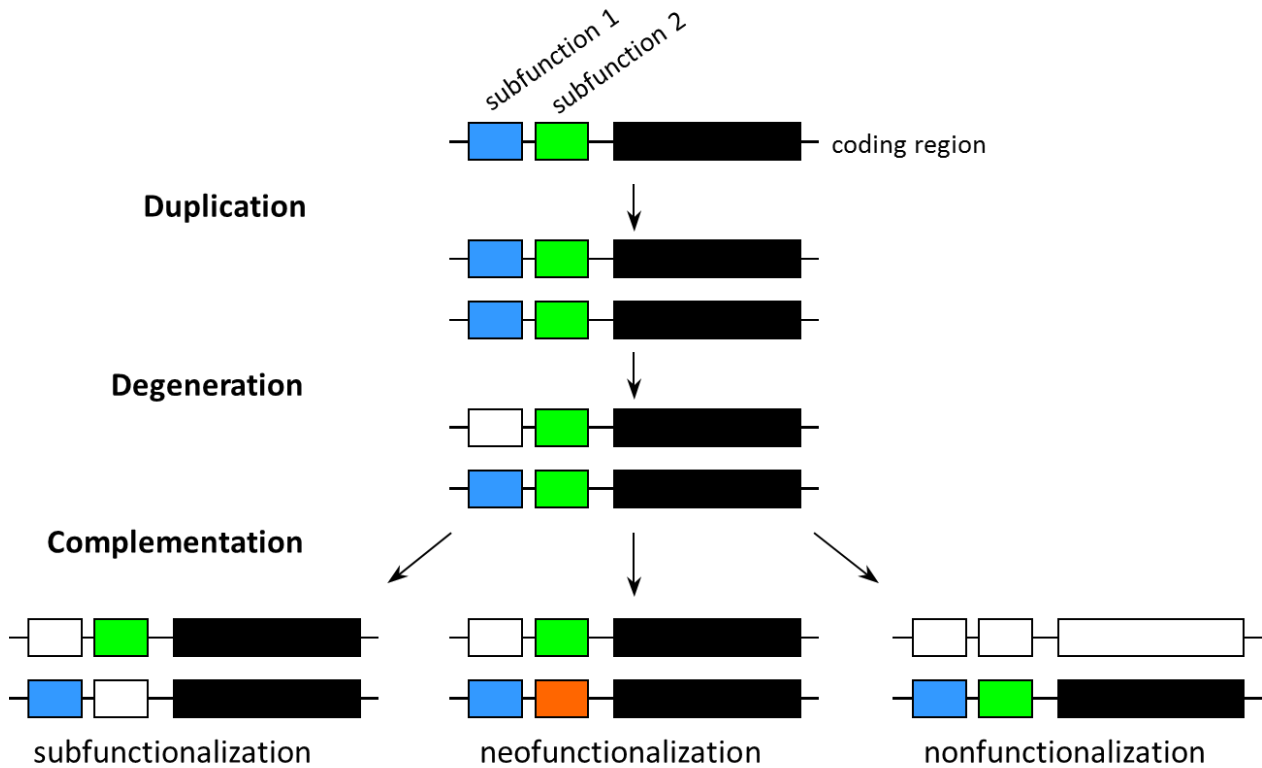 subfunction 1
subfunction 2
coding region
Duplication
Degeneration
Complementation
subfunctionalization
neofunctionalization
nonfunctionalization